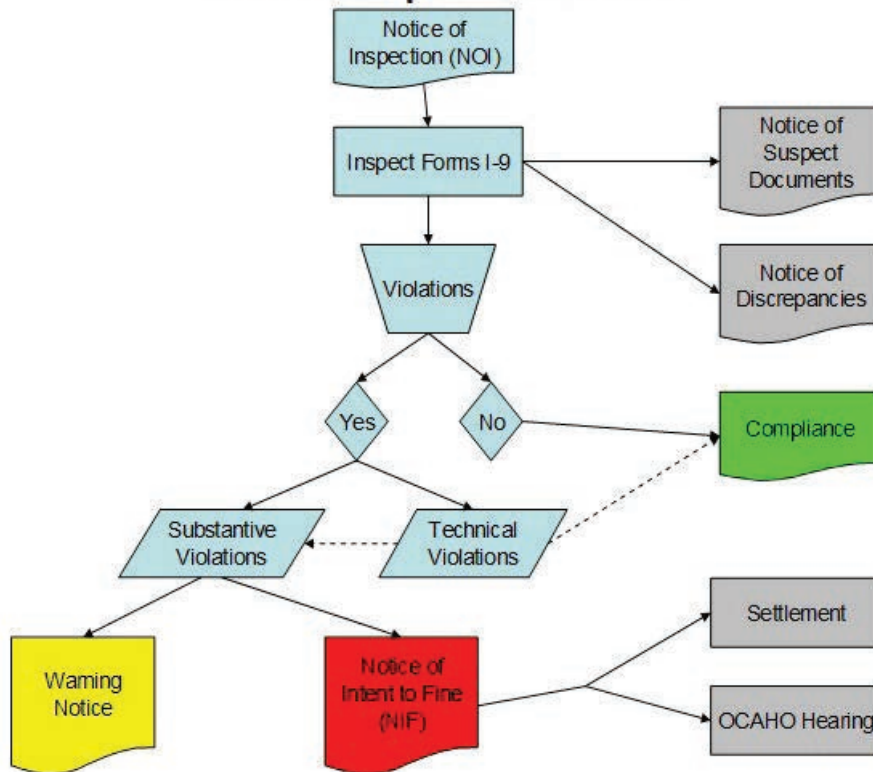 Notice of
Inspection (NOI)
Inspect Forms I-9
Notice of
Suspect
Documents
Notice of
Discrepancies
Violations
Yes
No
Compliance
Substantive
Violations
Technical
Violations
Settlement
Warning
Notice
Notice of
Intent to Fine
(NIF)
OCAHO Hearing